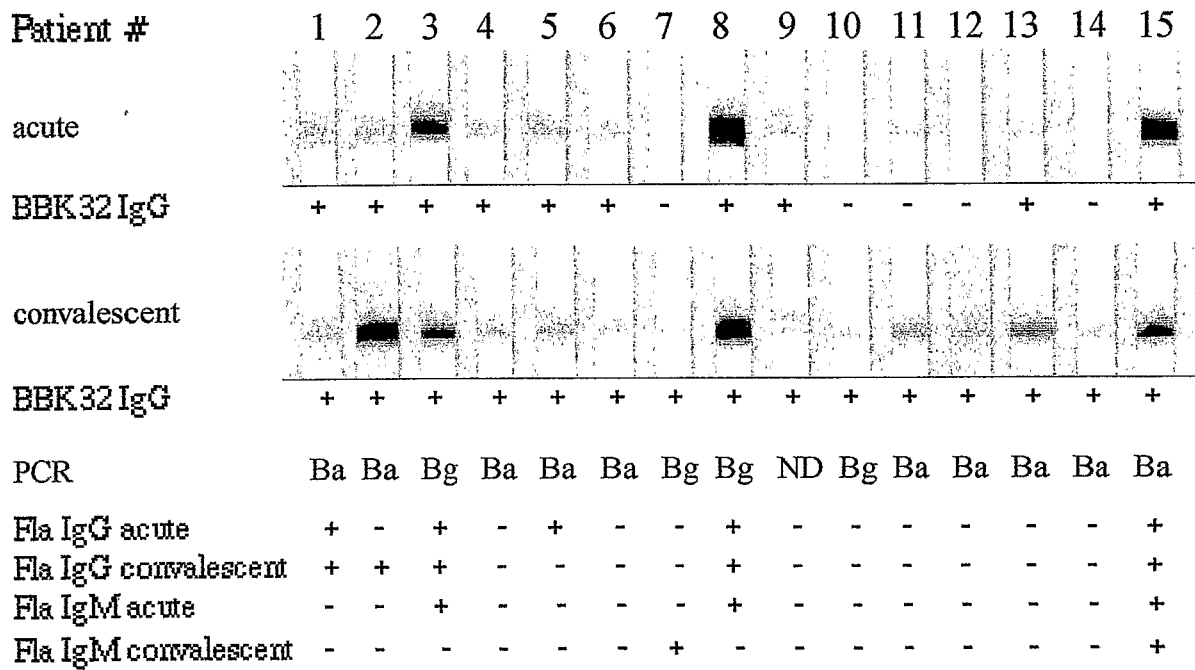 Patient # 1 2 3 4 5 6 7 8 9 10 11 12 13 14 15
acute
BBK32 IgG + + + + + + - + + - - - + - +
convalescent
BBK32 IgG + + + + + + + + + + + + + + +
PCR Ba Ba Bg Ba Ba Ba Bg Bg ND Bg Ba Ba Ba Ba Ba
Fla IgG acute + - + - + - - + - - - - - - +
Fla IgG convalescent + + + - - - - + - - - - - - +
Fla IgM acute - - + - - - - + - - - - - - +
Fla IgM convalescent - - - - - - + - - - - - - - +